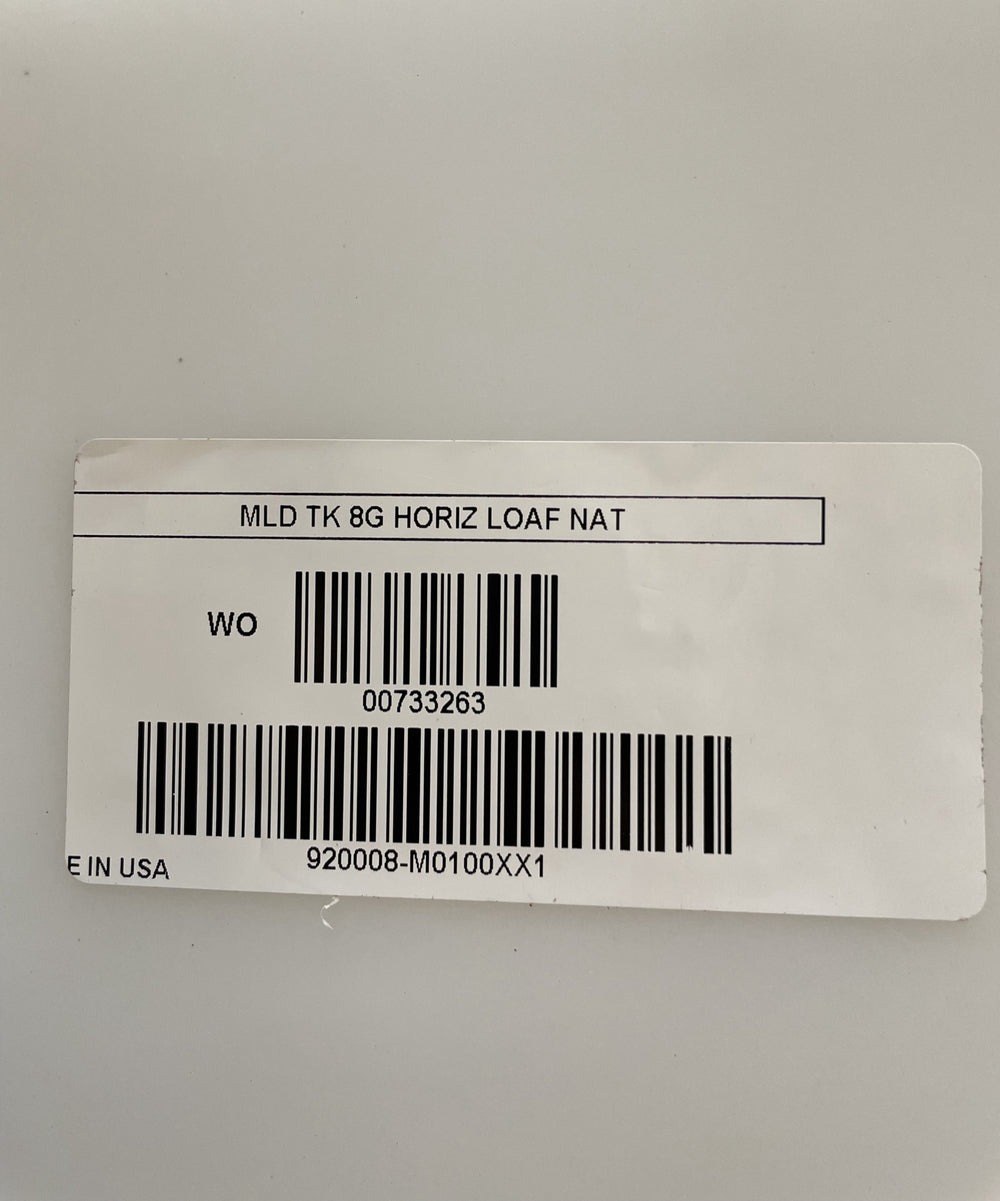 MLD TK 8G HORIZ LOAF NAT
WO
00733263
920008-M0100XX1
E IN USA